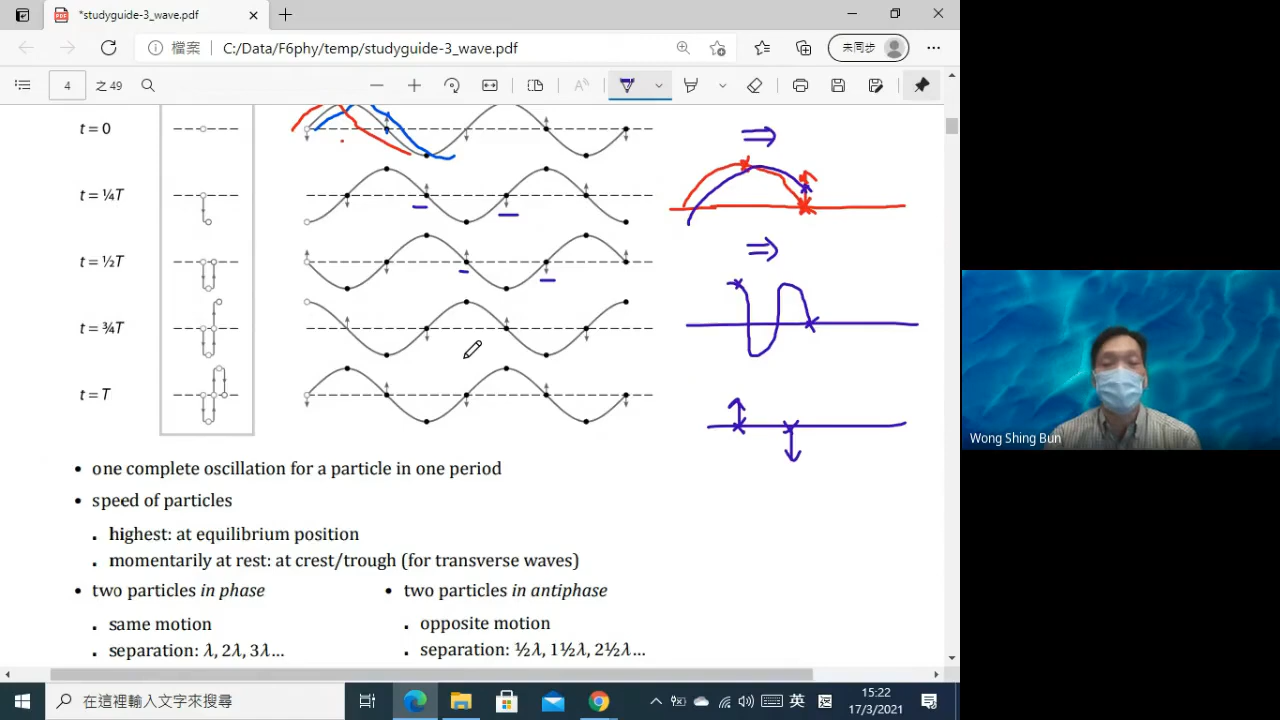 *studyguide-3_wave.pdf
檔案 C:/Data/F6phy/temp/studyguide-3_wave.pdf 未同步
4 之 49
t = 0
t = ¼T
t = ½T
t = ¾T
t = T
• one complete oscillation for a particle in one period
• speed of particles
. highest: at equilibrium position
. momentarily at rest: at crest/trough (for transverse waves)
• two particles in phase
• two particles in antiphase
. same motion
. opposite motion
. separation: λ, 2λ, 3λ…
. separation: ½λ, 1½λ, 2½λ…
Wong Shing Bun
在這裡輸入文字來搜尋
英
15:22
17/3/2021